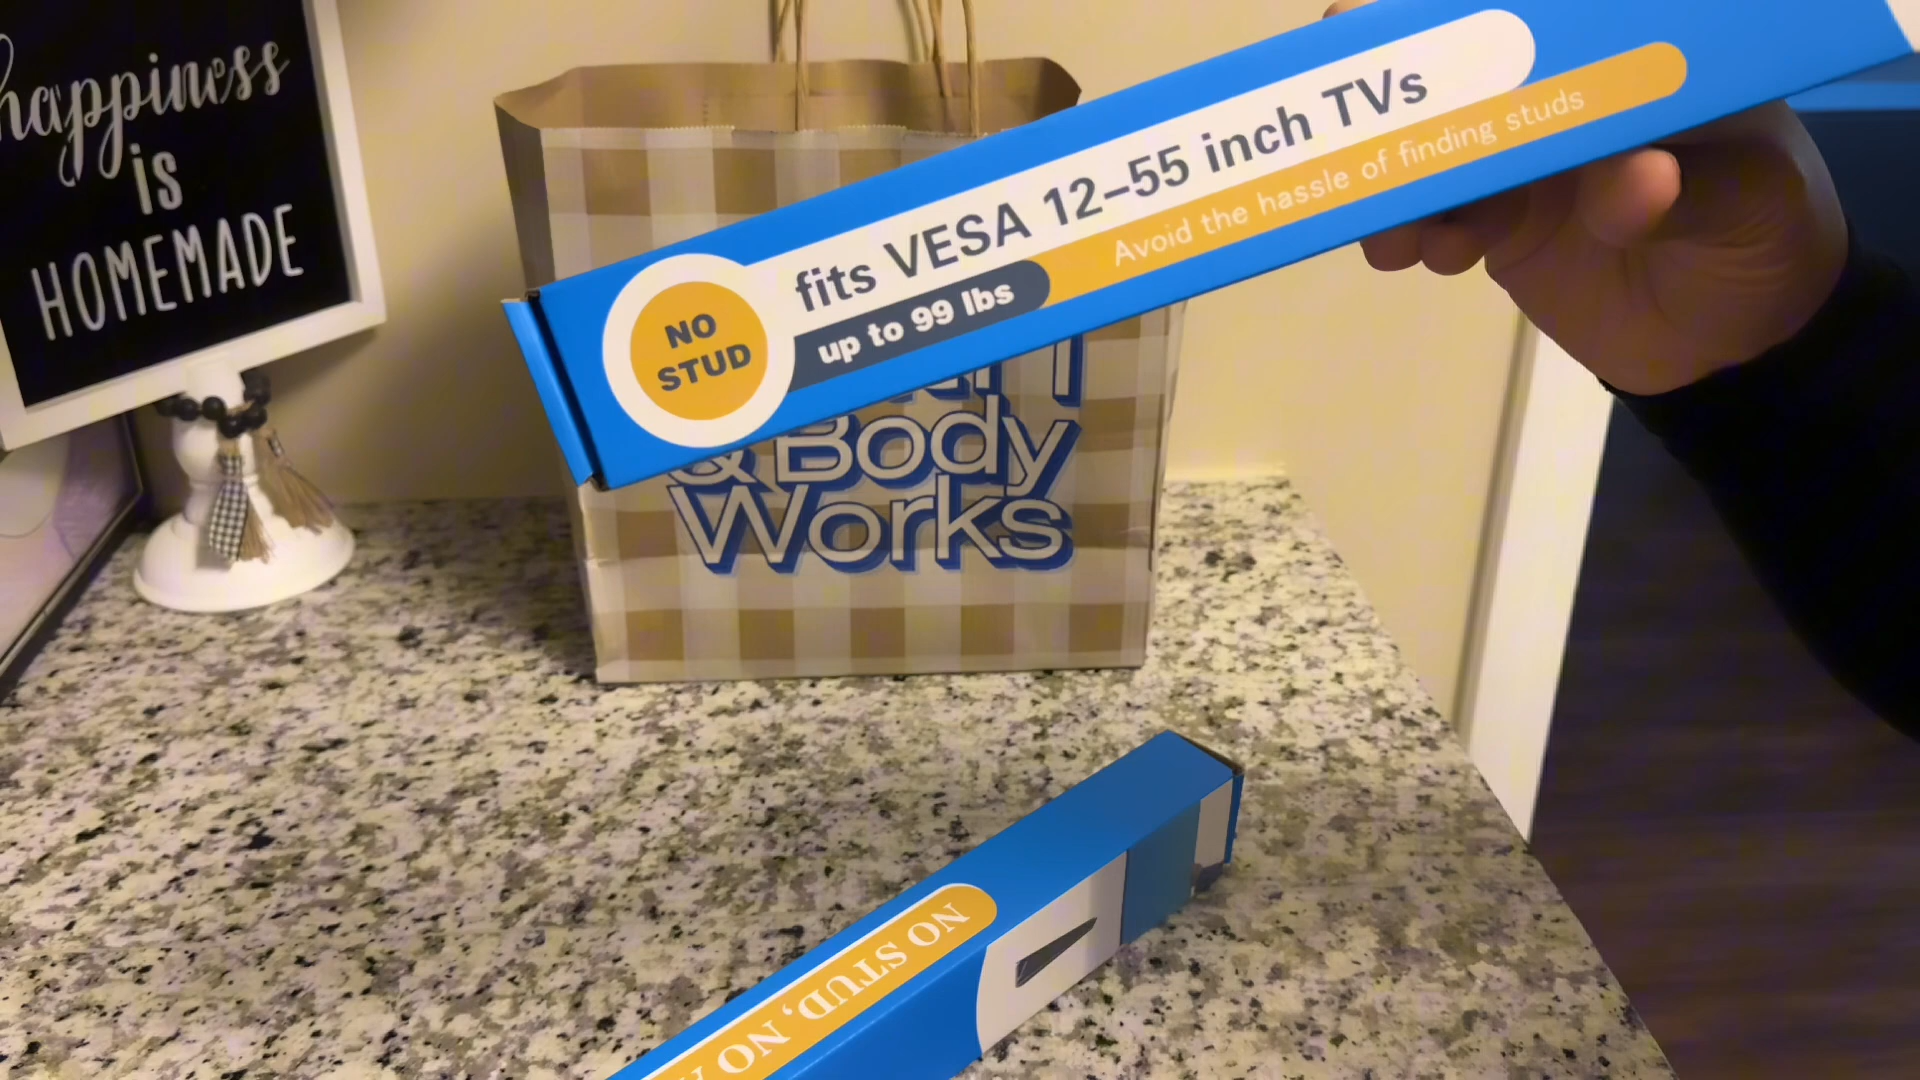 happiness
is
HOMEMADE
NO
STUD
fits VESA 12–55 inch TVs
up to 99 lbs
Avoid the hassle of finding studs
& Body
Works
NO STUD, NO